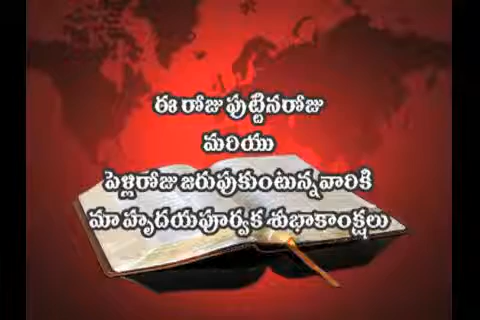 ఈ రోజు పుట్టినరోజు
మరియు
పెళ్లిరోజు జరుపుకుంటున్నవారికి
మా హృదయపూర్వక శుభాకాంక్షలు